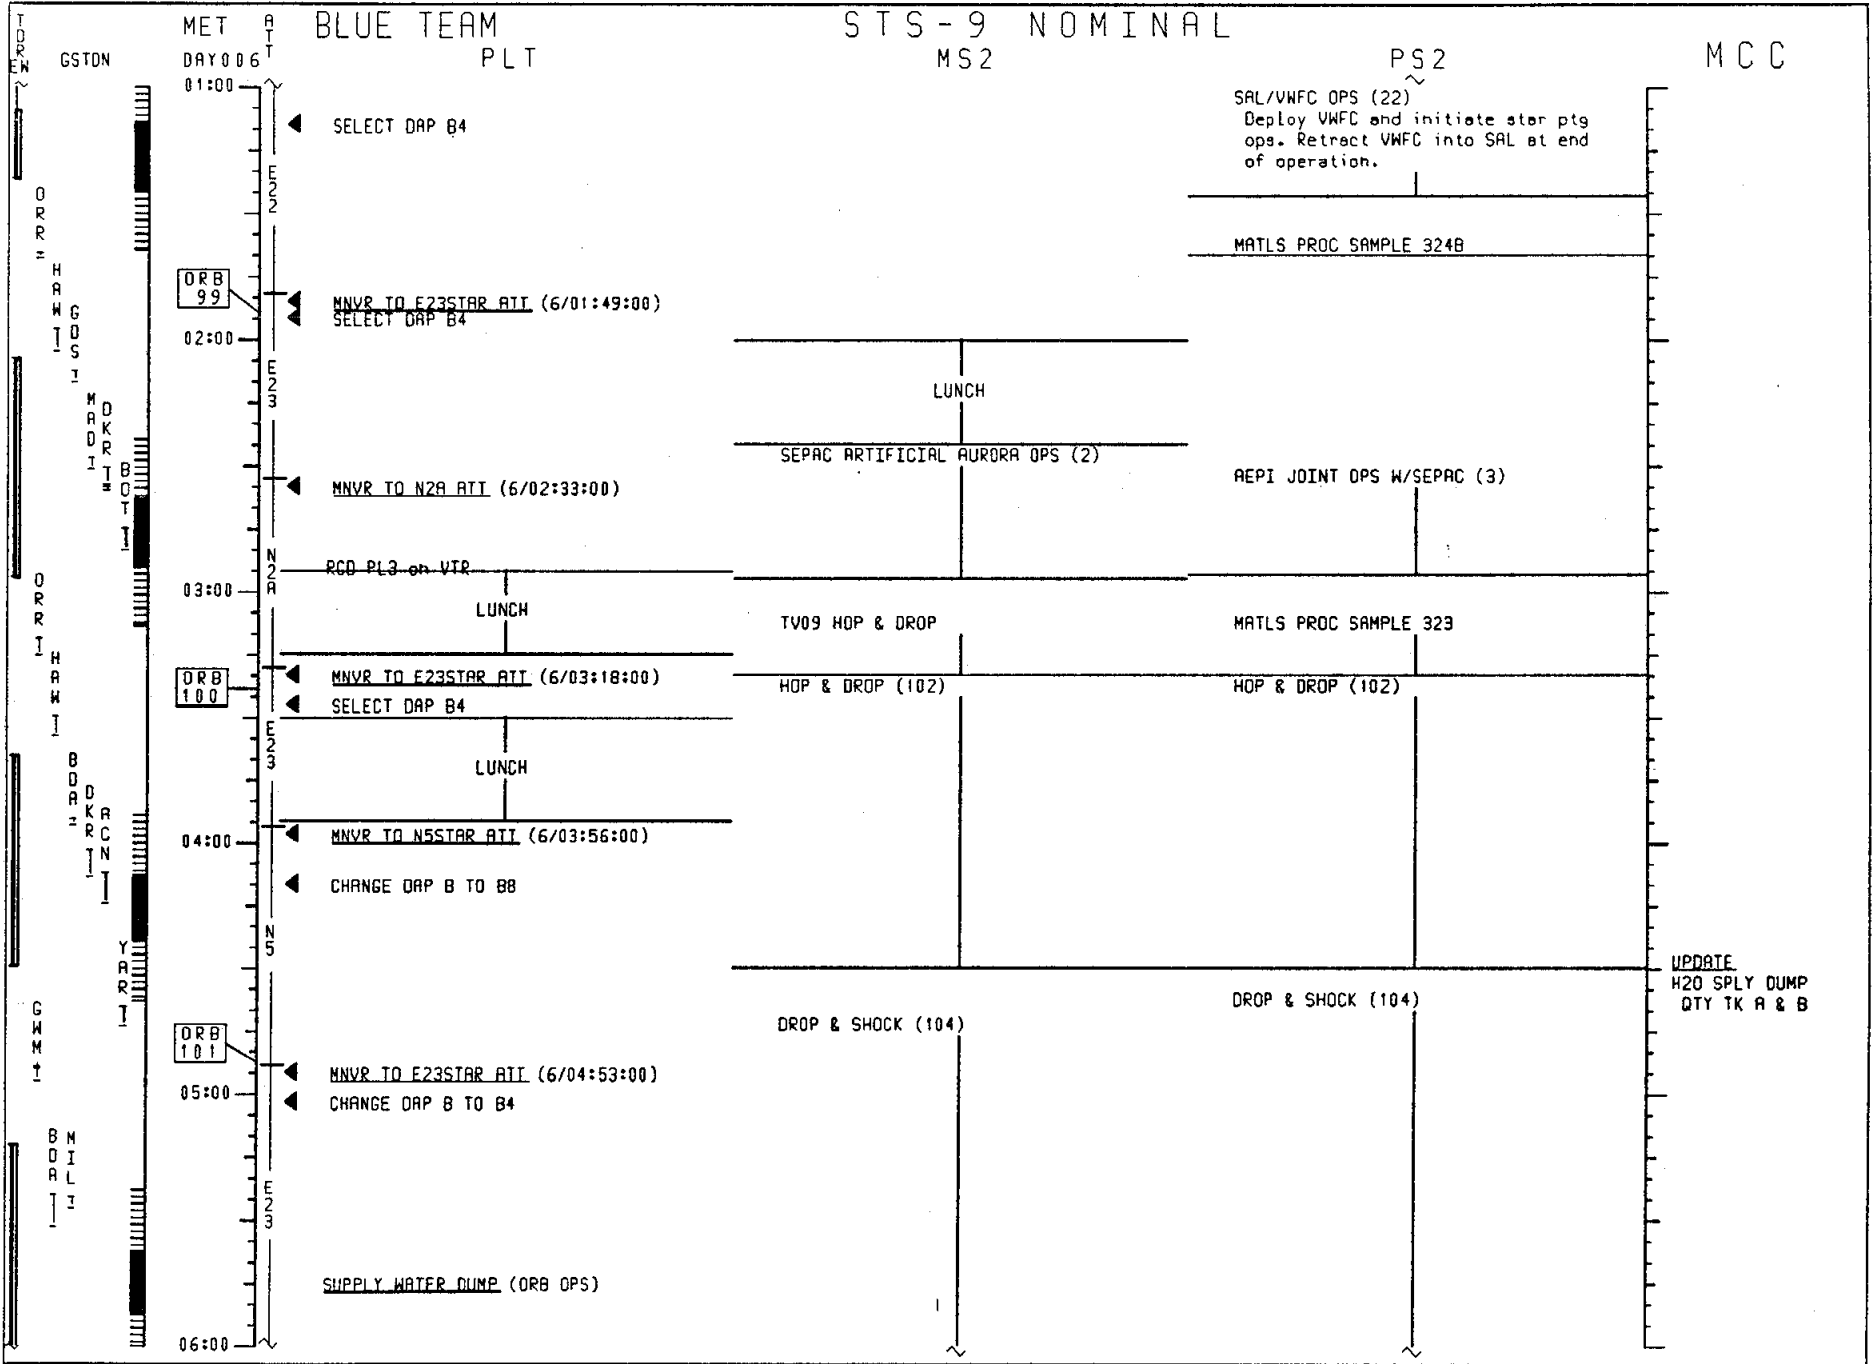 TDRW
E
GSTDN
MET
DAY006
ATT
BLUE TEAM
PLT
STS-9 NOMINAL
MS2
PS2
MCC
01:00
SELECT DAP B4
E22
SAL/VWFC OPS (22)
Deploy VWFC and initiate star ptg
ops. Retract VWFC into SAL at end
of operation.
ORR
MATLS PROC SAMPLE 324B
HAW
ORB
99
MNVR TO E23STAR ATT (6/01:49:00)
SELECT DAP B4
GDS
02:00
E23
LUNCH
MAD
DKR
SEPAC ARTIFICIAL AURORA OPS (2)
BOT
AEPI JOINT OPS W/SEPAC (3)
MNVR TO N2A ATT (6/02:33:00)
N2A
RCD PL3 on VTR
ORR
03:00
LUNCH
TV09 HOP & DROP
MATLS PROC SAMPLE 323
HAW
ORB
100
MNVR TO E23STAR ATT (6/03:18:00)
HOP & DROP (102)
HOP & DROP (102)
SELECT DAP B4
E23
BDA
LUNCH
DKR
ACN
04:00
MNVR TO N5STAR ATT (6/03:56:00)
CHANGE DAP B TO B8
N5
YAR
UPDATE
H2O SPLY DUMP
QTY TK A & B
GWM
DROP & SHOCK (104)
DROP & SHOCK (104)
ORB
101
MNVR TO E23STAR ATT (6/04:53:00)
05:00
CHANGE DAP B TO B4
BDA
MIL
E23
SUPPLY WATER DUMP (ORB OPS)
06:00